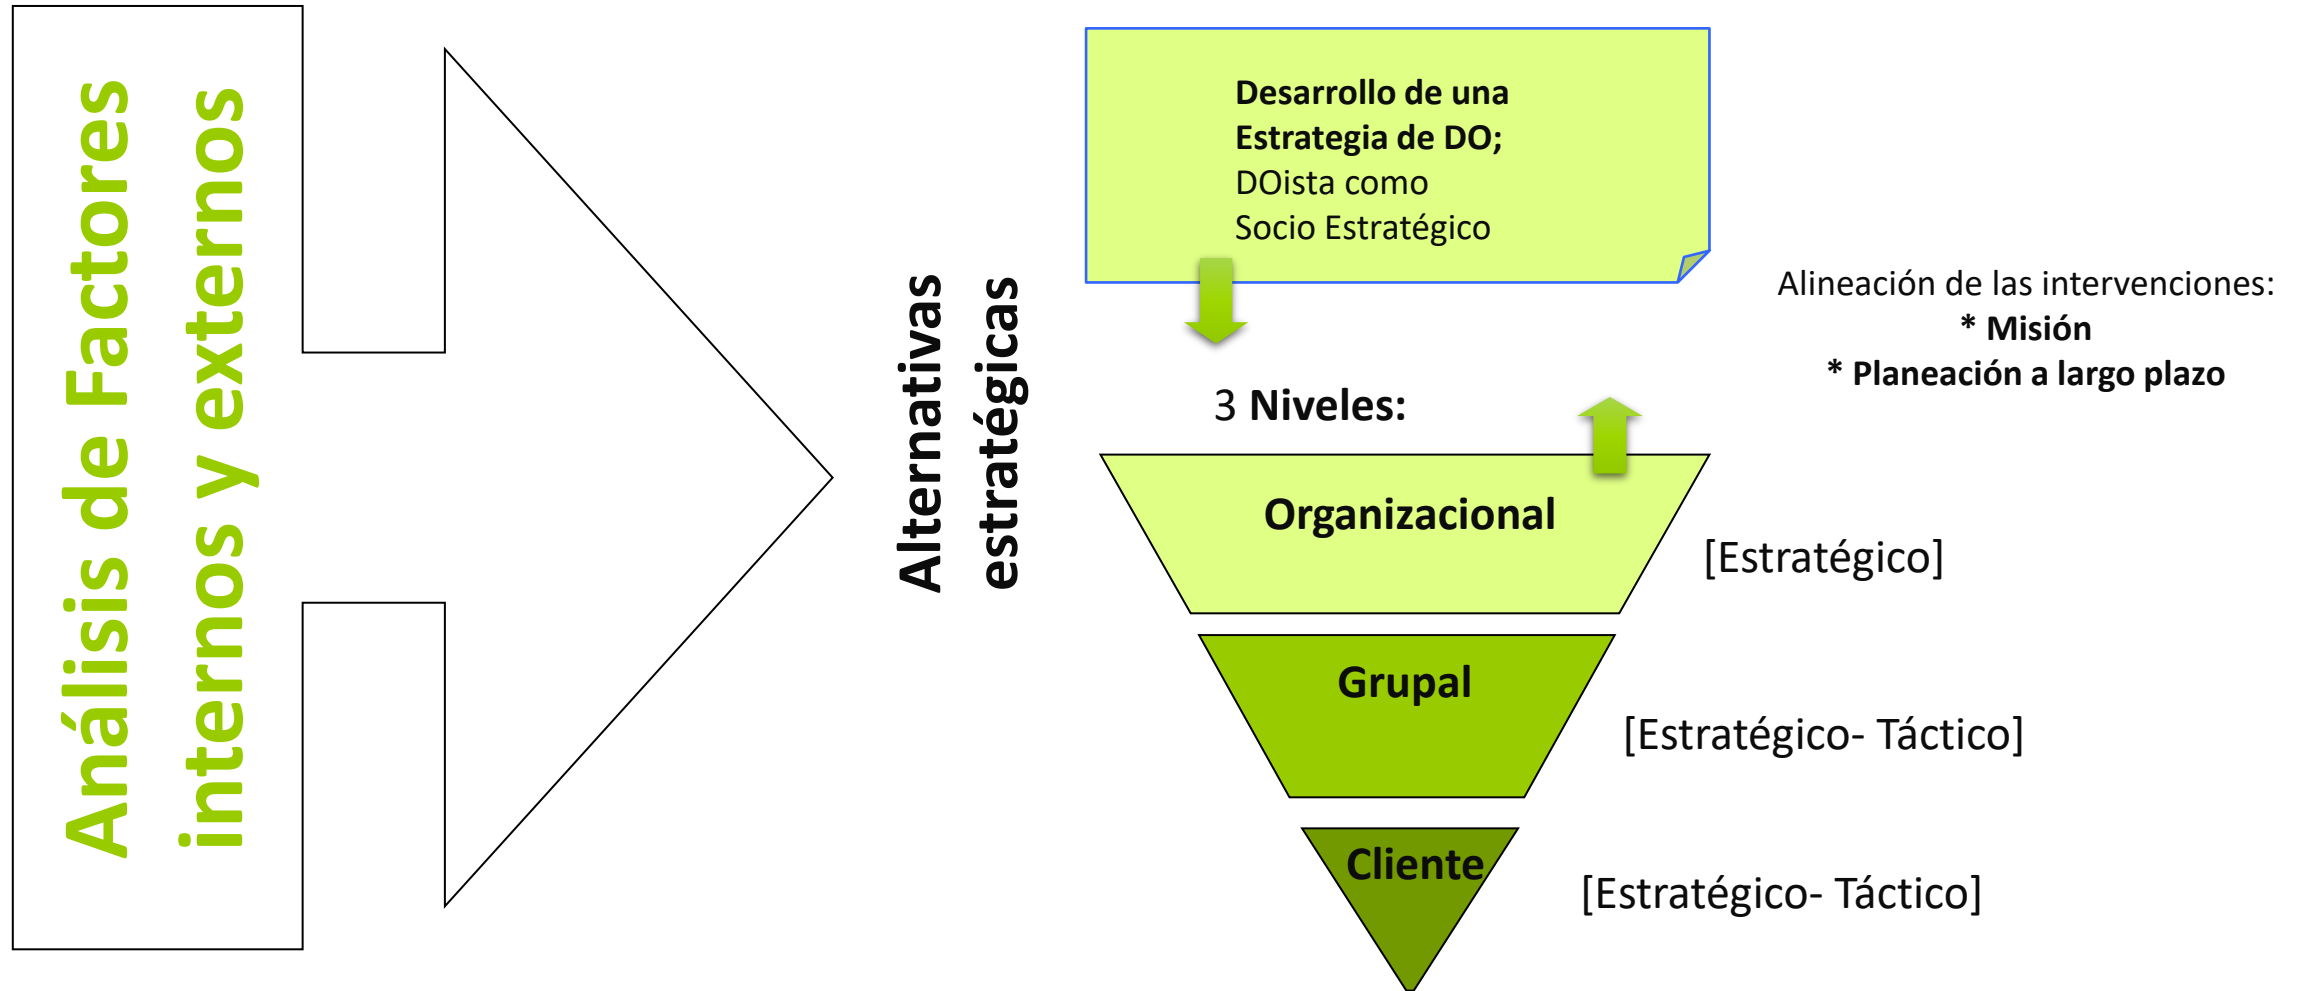 Análisis de Factores
internos y externos
Alternativas
estratégicas
Desarrollo de una
Estrategia de DO;
DOista como
Socio Estratégico
Alineación de las intervenciones:
* Misión
* Planeación a largo plazo
3 Niveles:
Organizacional
[Estratégico]
Grupal
[Estratégico- Táctico]
Cliente
[Estratégico- Táctico]